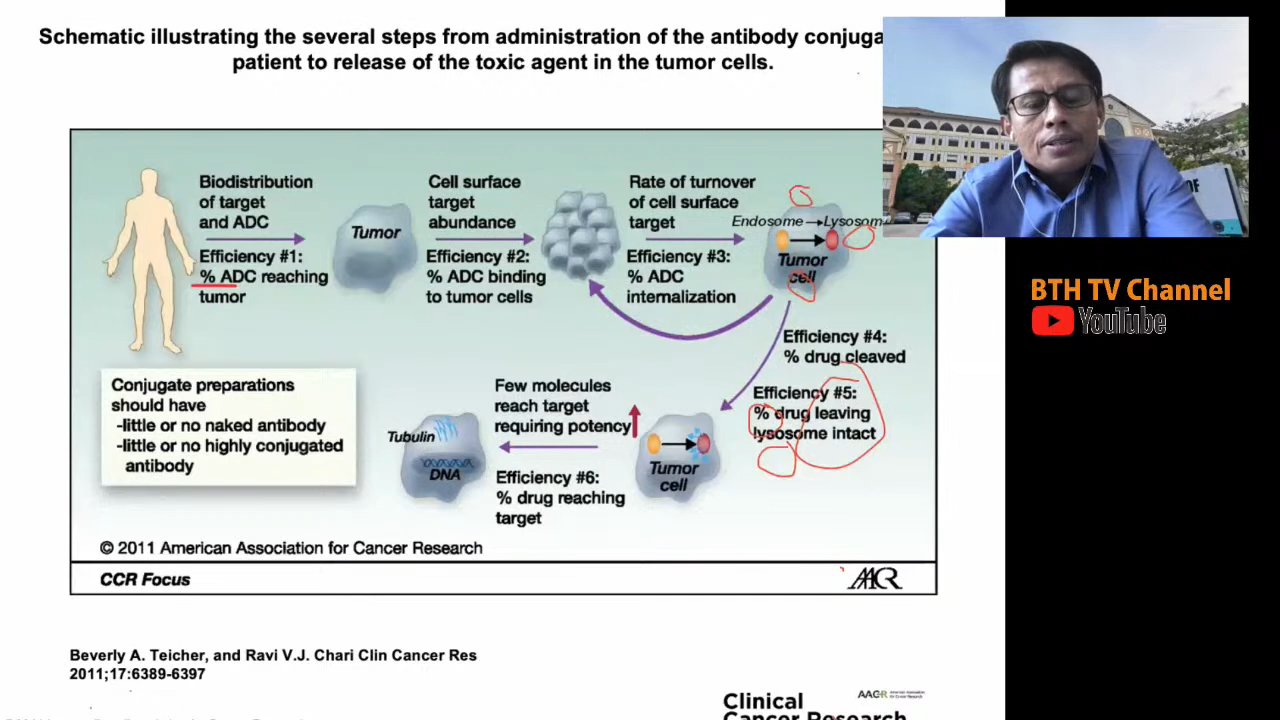 Schematic illustrating the several steps from administration of the antibody
patient to release of the toxic agent in the tumor cells.
Biodistribution
of target
and ADC
Efficiency #1:
% ADC reaching
tumor
Tumor
Cell surface
target
abundance
Efficiency #2:
% ADC binding
to tumor cells
Rate of turnover
of cell surface
target
Efficiency #3:
% ADC
internalization
Endosome
Tumor
cell
Efficiency #4:
% drug cleaved
Efficiency #5:
% drug leaving
lysosome intact
Conjugate preparations
should have
-little or no naked antibody
-little or no highly conjugated
antibody
Tubulin
DNA
Few molecules
reach target
requiring potency
Efficiency #6:
% drug reaching
target
Tumor
cell
© 2011 American Association for Cancer Research
CCR Focus
AACR
Beverly A. Teicher, and Ravi V.J. Chari Clin Cancer Res
2011;17:6389-6397
AACR
Clinical
Cancer Research
OF
BTH TV Channel
YouTube